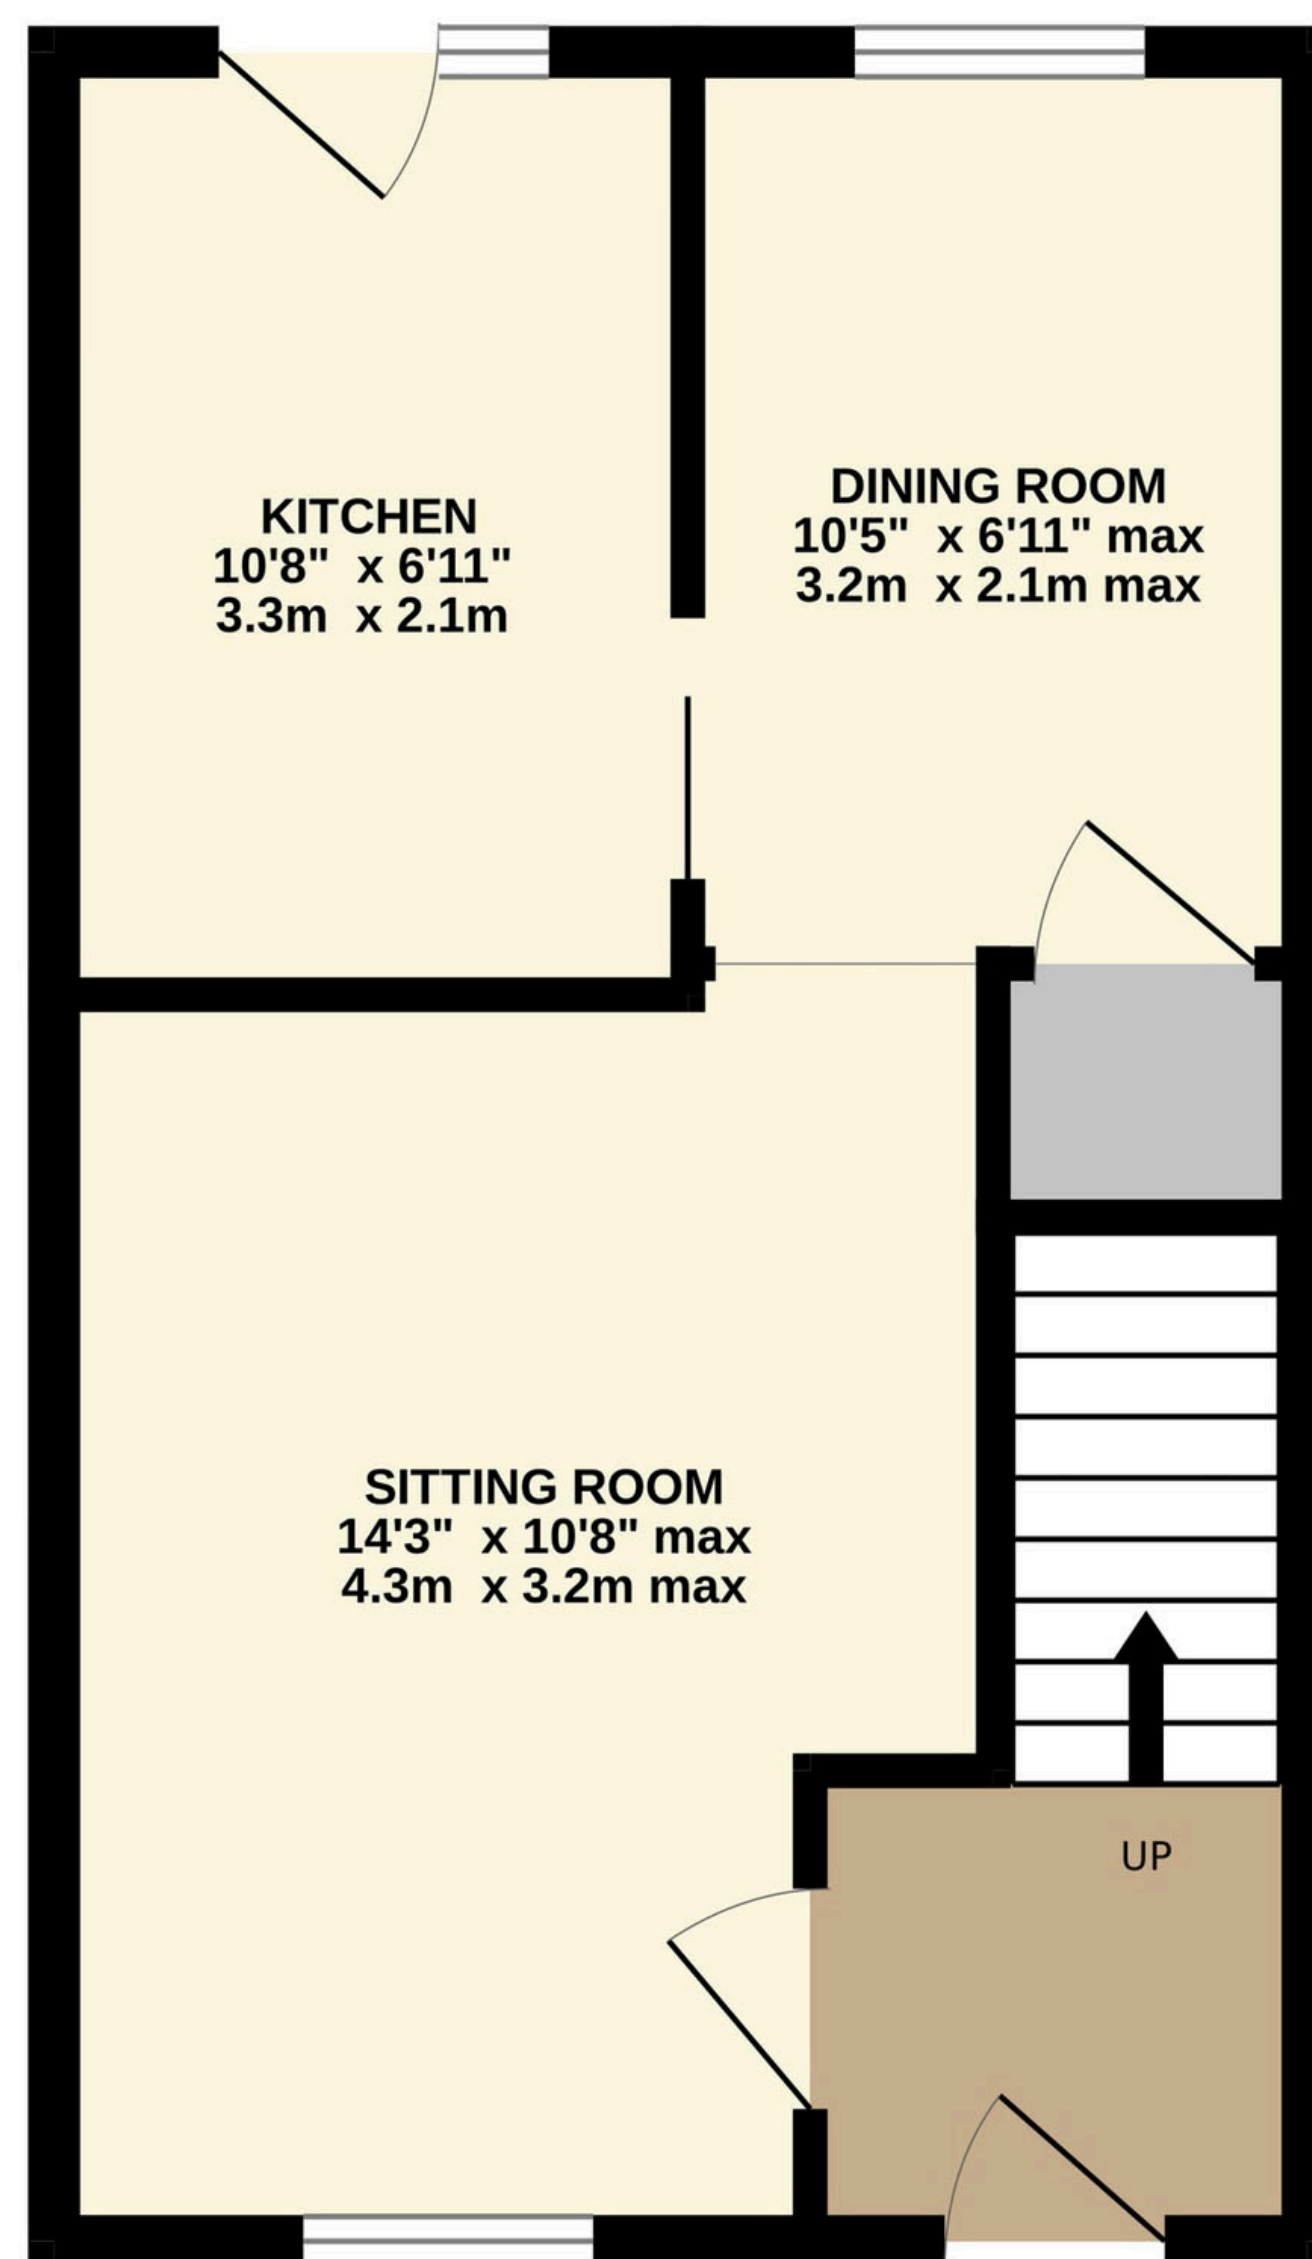 KITCHEN
10'8" x 6'11"
3.3m x 2.1m
DINING ROOM
10'5" x 6'11" max
3.2m x 2.1m max
SITTING ROOM
14'3" x 10'8" max
4.3m x 3.2m max
UP